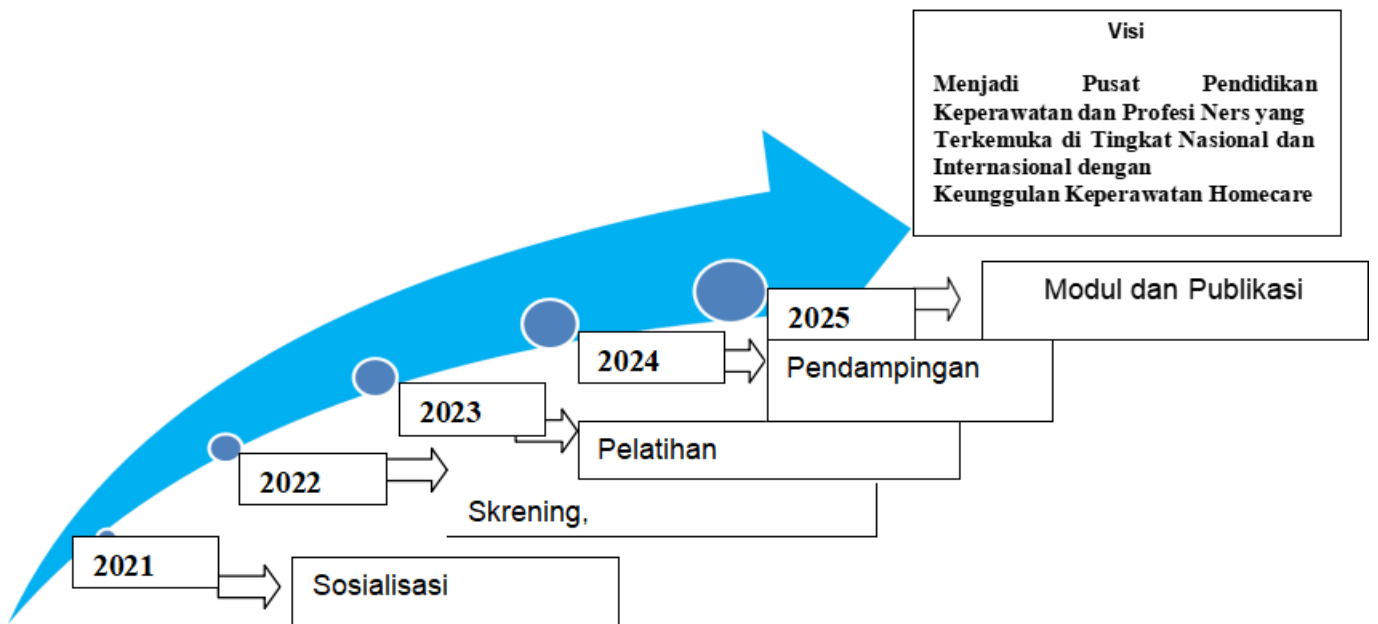 Visi
Menjadi Pusat Pendidikan
Keperawatan dan Profesi Ners yang
Terkemuka di Tingkat Nasional dan
Internasional dengan
Keunggulan Keperawatan Homecare
2025
Modul dan Publikasi
2024
Pendampingan
2023
Pelatihan
2022
Skrening,
2021
Sosialisasi